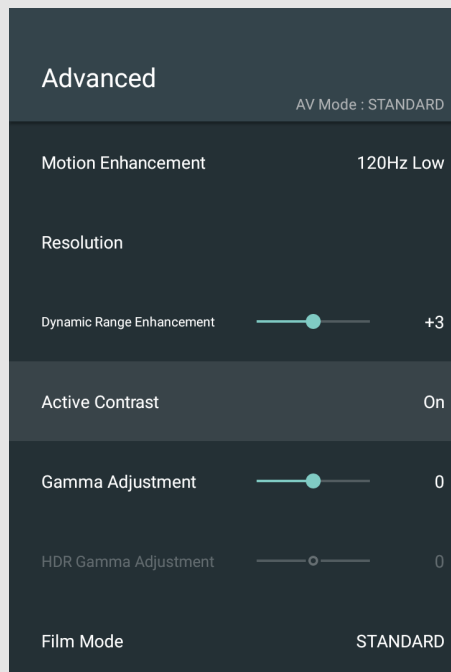 Advanced
AV Mode : STANDARD
Motion Enhancement 120Hz Low
Resolution
Dynamic Range Enhancement +3
Active Contrast On
Gamma Adjustment 0
HDR Gamma Adjustment 0
Film Mode STANDARD